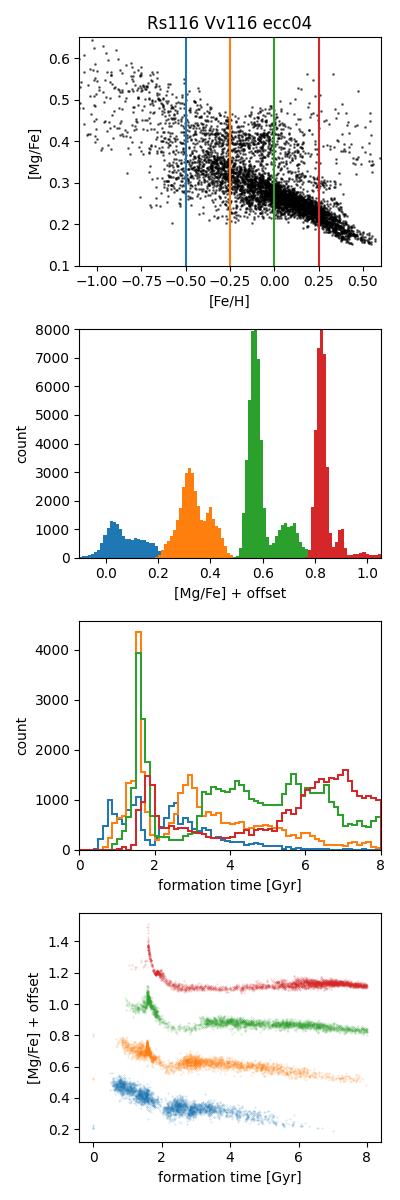 Rs116 Vv116 ecc04
[Mg/Fe]
0.6
0.5
0.4
0.3
0.2
0.1
−1.00 −0.75 −0.50 −0.25 0.00 0.25 0.50
[Fe/H]
count
8000
7000
6000
5000
4000
3000
2000
1000
0
0.0 0.2 0.4 0.6 0.8 1.0
[Mg/Fe] + offset
count
4000
3000
2000
1000
0
0 2 4 6 8
formation time [Gyr]
[Mg/Fe] + offset
1.4
1.2
1.0
0.8
0.6
0.4
0.2
0 2 4 6 8
formation time [Gyr]